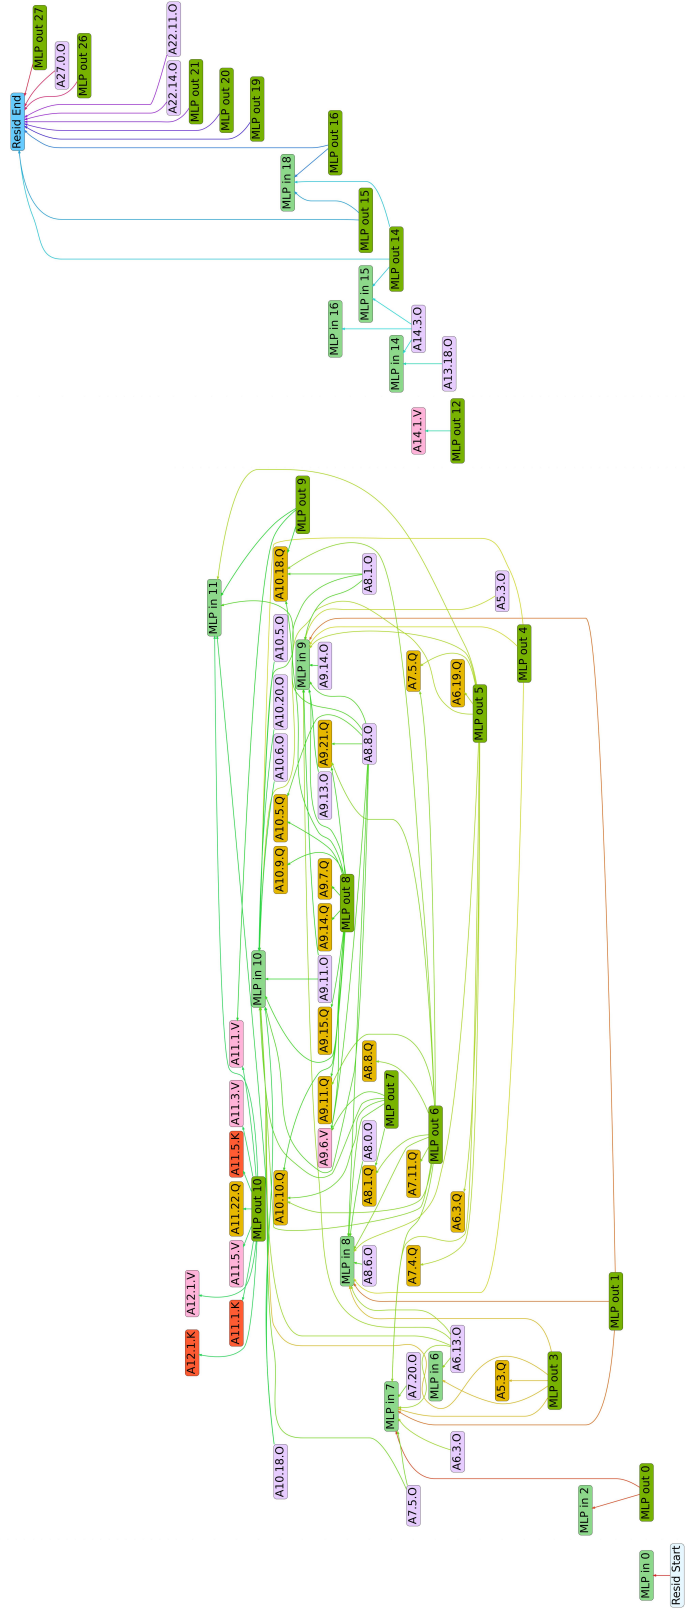 MLP out 27
A27.0.O
MLP out 26
A22.11.O
A22.14.O
MLP out 21
MLP out 20
MLP out 19
Resid End
MLP out 16
MLP in 18
MLP out 15
MLP out 14
MLP in 15
MLP in 16
A14.3.O
MLP in 14
A13.18.O
A14.1.V
MLP out 12
MLP out 9
A10.18.Q
A8.1.O
MLP in 11
A5.3.O
A10.5.O
MLP in 9
A9.14.O
MLP out 4
A7.5.Q
A6.19.Q
MLP out 5
A10.20.O
A9.21.Q
A8.8.O
A10.6.O
A9.13.O
A10.5.Q
A10.9.Q
A9.7.Q
MLP out 8
A9.14.Q
MLP in 10
A9.11.O
A9.15.Q
A11.1.V
A8.8.Q
A9.11.Q
MLP out 7
A11.3.V
MLP out 6
A9.6.V
A8.0.O
A11.5.K
A7.11.Q
A8.1.Q
A10.10.Q
A11.22.Q
MLP out 10
A6.3.Q
A11.5.V
MLP in 8
A8.6.O
A7.4.Q
A12.1.V
MLP out 1
A11.1.K
A12.1.K
A6.13.O
A7.20.O
MLP in 6
A5.3.Q
MLP out 3
MLP in 7
A6.3.O
A10.18.O
A7.5.O
MLP in 2
MLP out 0
MLP in 0
Resid Start